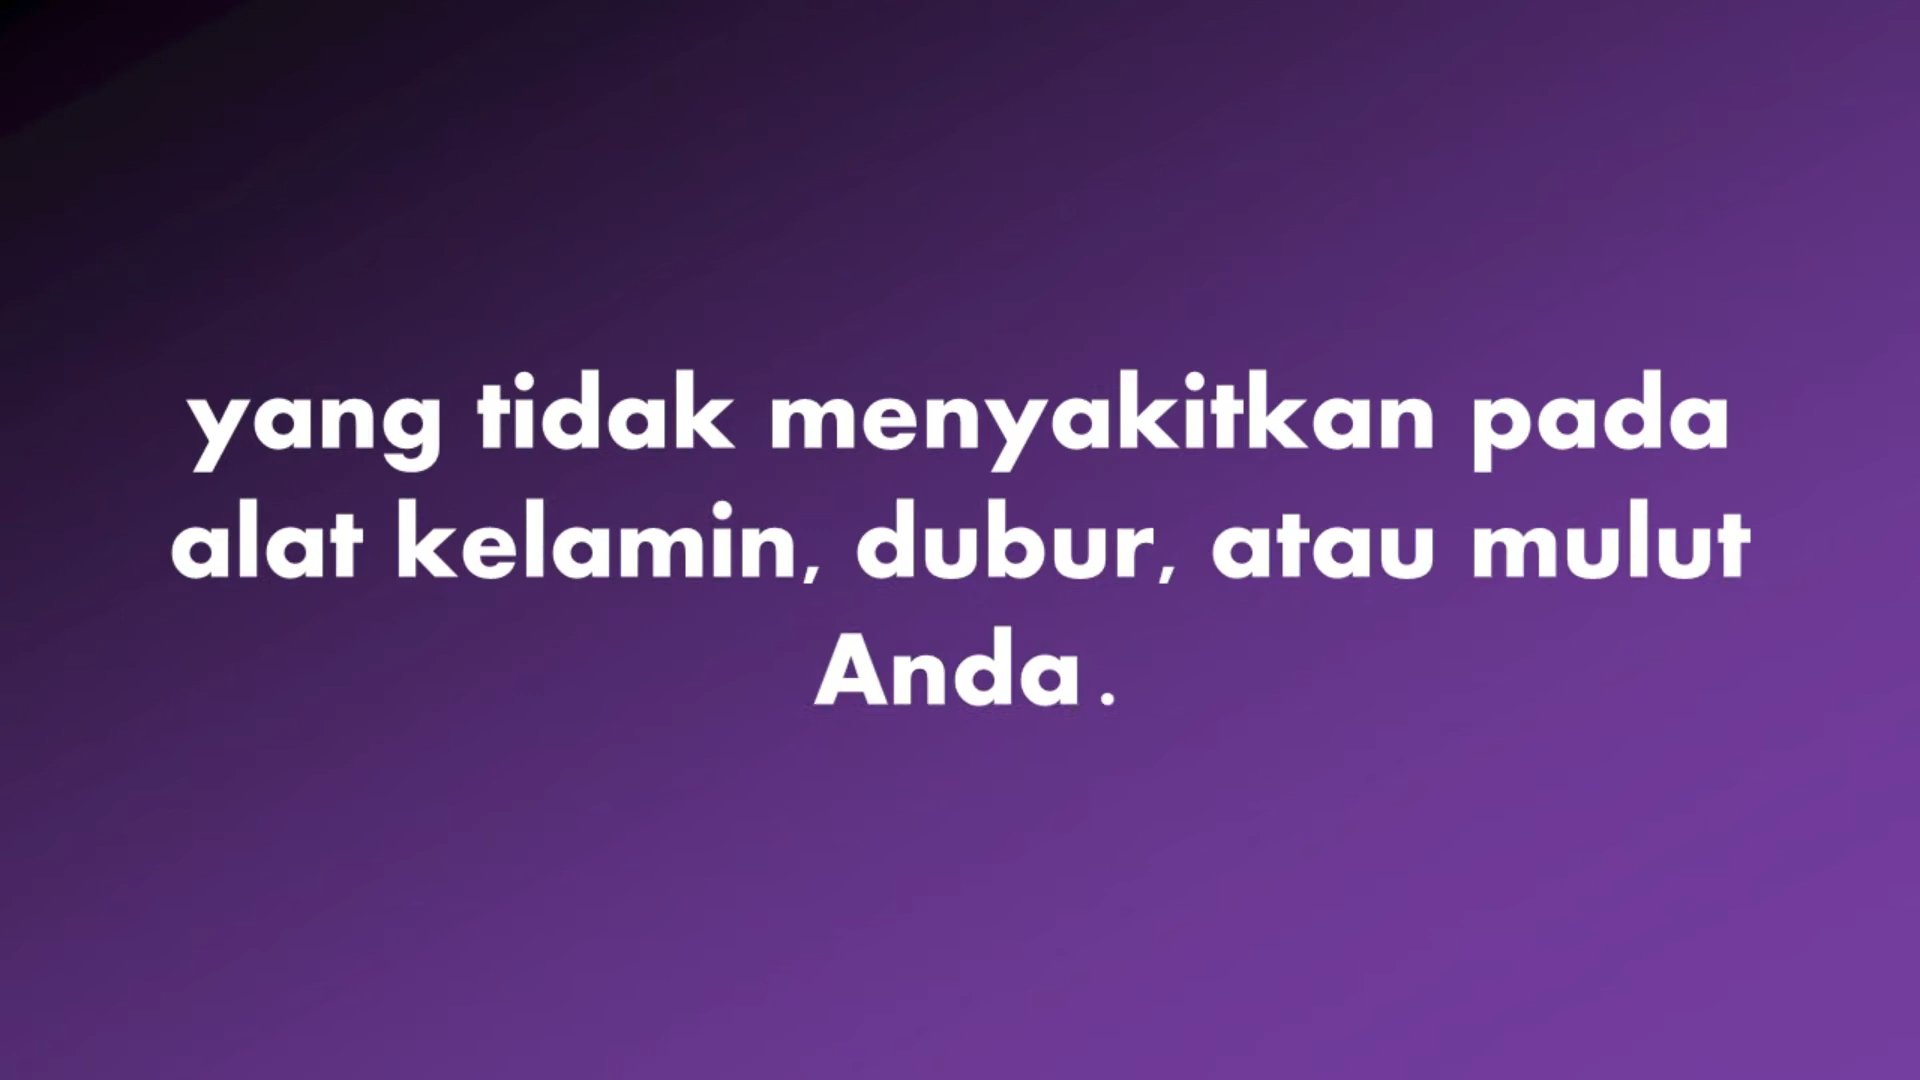 yang tidak menyakitkan pada
alat kelamin, dubur, atau mulut
Anda .